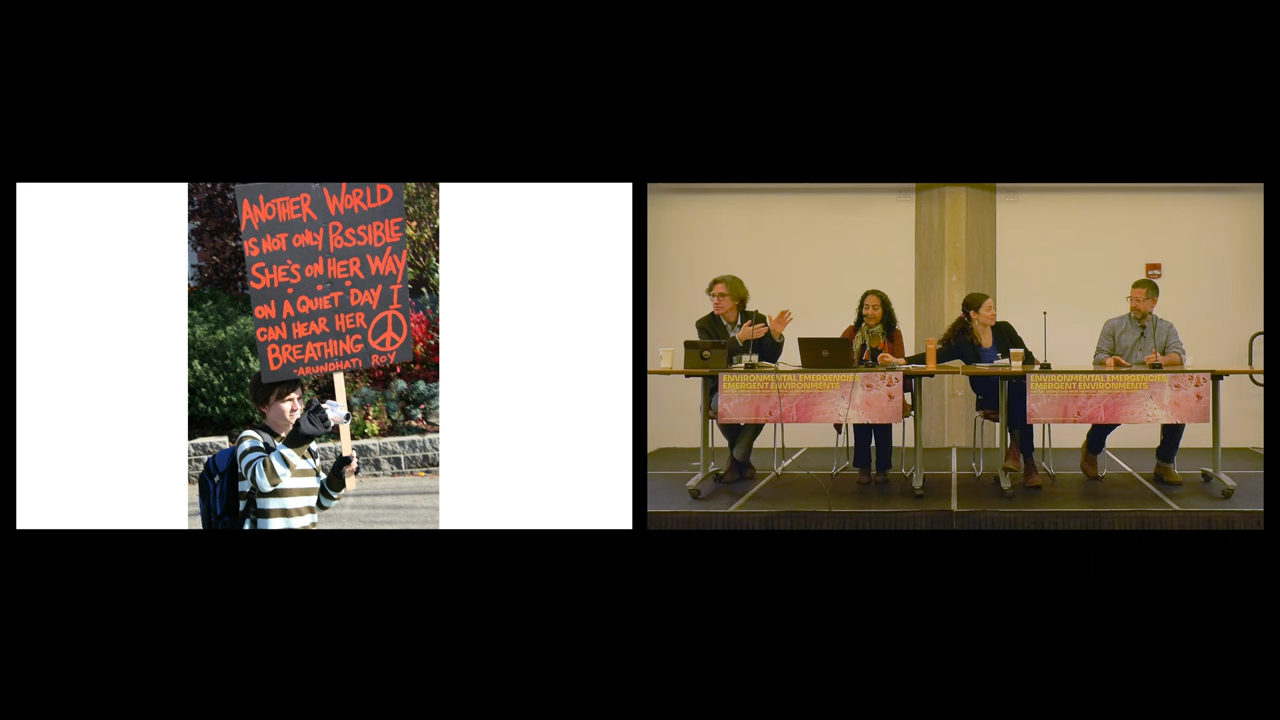 ANOTHER WORLD
IS NOT ONLY POSSIBLE
SHE'S ON HER WAY
ON A QUIET DAY I
CAN HEAR HER
BREATHING
-ARUNDHATI ROY
ENVIRONMENTAL EMERGENCIES
EMERGENT ENVIRONMENTS
ENVIRONMENTAL EMERGENCIES
EMERGENT ENVIRONMENTS